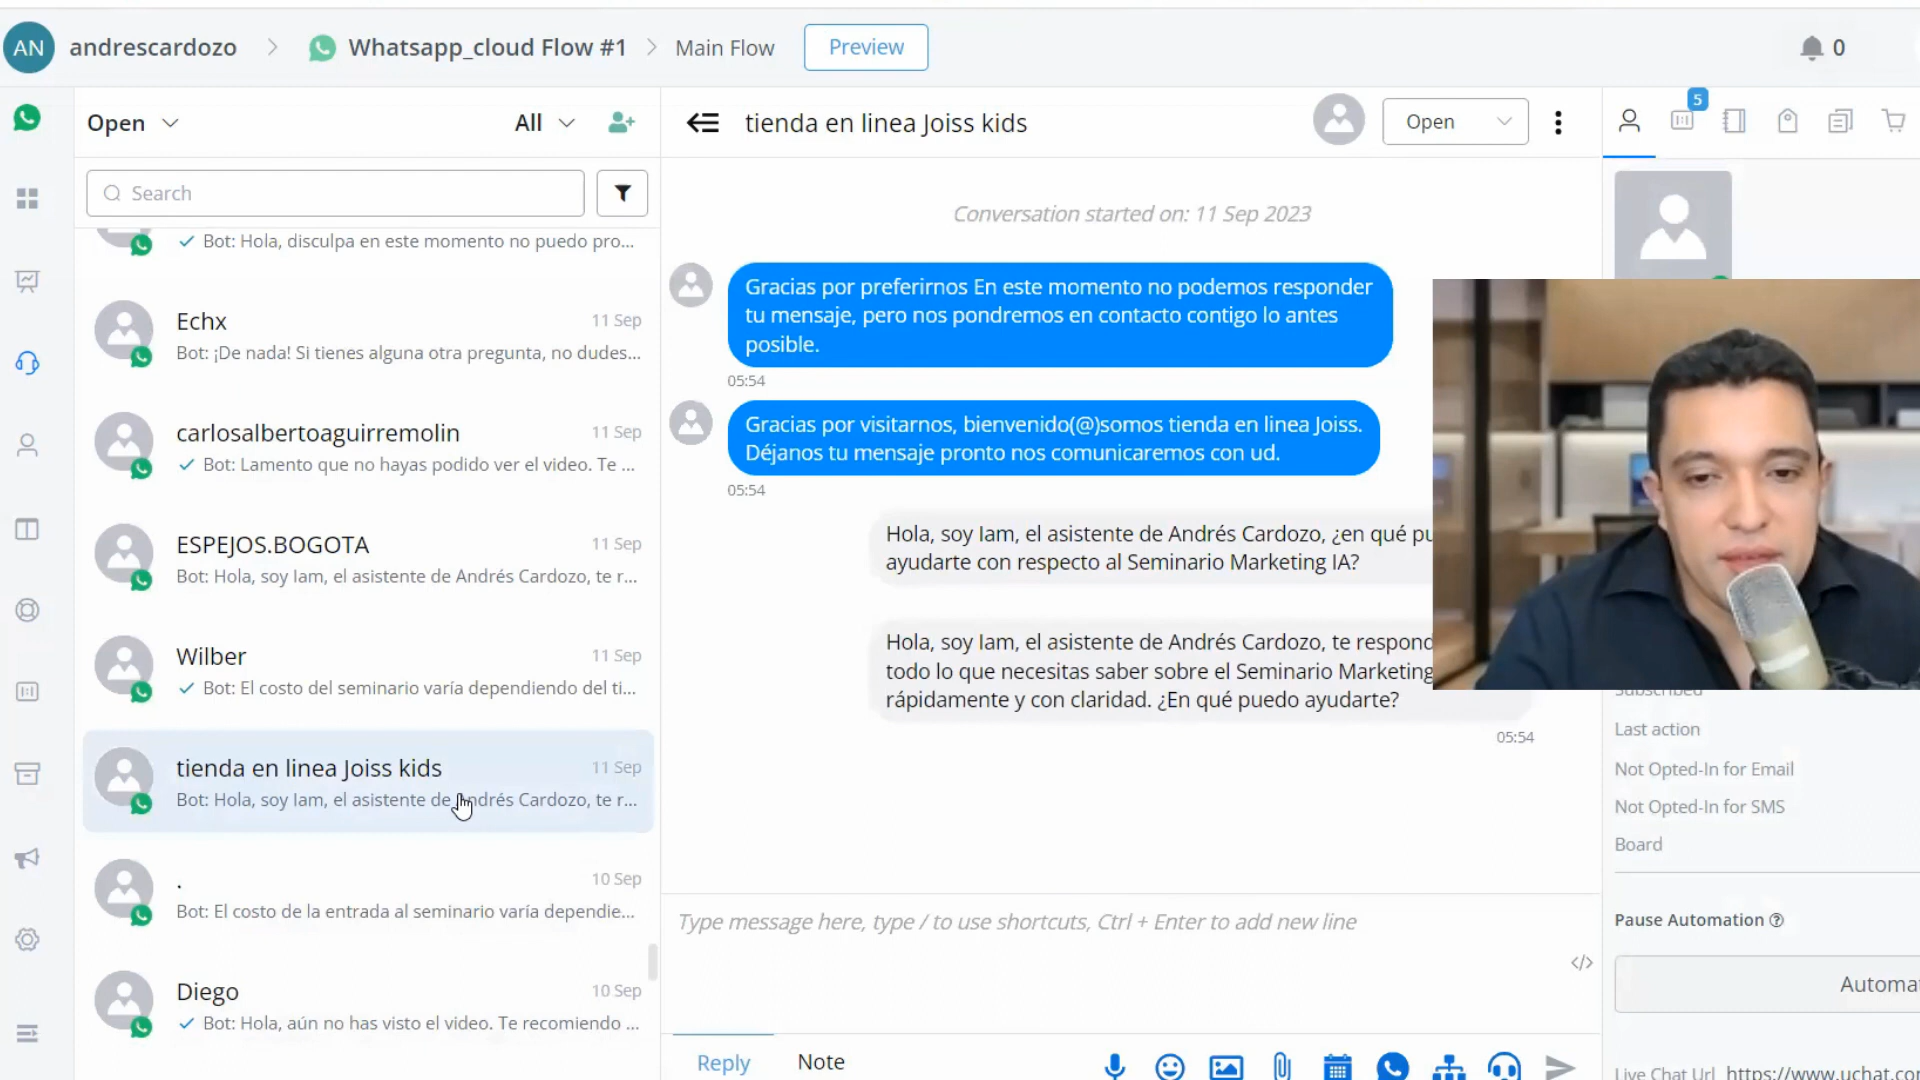 AN andrescardozo > Whatsapp_cloud Flow #1 > Main Flow Preview 0
Open All
Search
Bot: Hola, disculpa en este momento no puedo pro...
Echx 11 Sep
Bot: ¡De nada! Si tienes alguna otra pregunta, no dudes...
carlosalbertoaguirremolin 11 Sep
Bot: Lamento que no hayas podido ver el video. Te ...
ESPEJOS.BOGOTA 11 Sep
Bot: Hola, soy Iam, el asistente de Andrés Cardozo, te r...
Wilber 11 Sep
Bot: El costo del seminario varía dependiendo del ti...
tienda en linea Joiss kids 11 Sep
Bot: Hola, soy Iam, el asistente de Andrés Cardozo, te r...
. 10 Sep
Bot: El costo de la entrada al seminario varía dependie...
Diego 10 Sep
Bot: Hola, aún no has visto el video. Te recomiendo ...
tienda en linea Joiss kids Open
Conversation started on: 11 Sep 2023
Gracias por preferirnos En este momento no podemos responder
tu mensaje, pero nos pondremos en contacto contigo lo antes
posible.
05:54
Gracias por visitarnos, bienvenido(@)somos tienda en linea Joiss.
Déjanos tu mensaje pronto nos comunicaremos con ud.
05:54
Hola, soy Iam, el asistente de Andrés Cardozo, ¿en qué pu
ayudarte con respecto al Seminario Marketing IA?
Hola, soy Iam, el asistente de Andrés Cardozo, te respond
todo lo que necesitas saber sobre el Seminario Marketing
rápidamente y con claridad. ¿En qué puedo ayudarte?
05:54
Type message here, type / to use shortcuts, Ctrl + Enter to add new line
</>
Reply Note
5
Subscribed
Last action
Not Opted-In for Email
Not Opted-In for SMS
Board
Pause Automation
Automat
Live Chat Url https://www.uchat.co